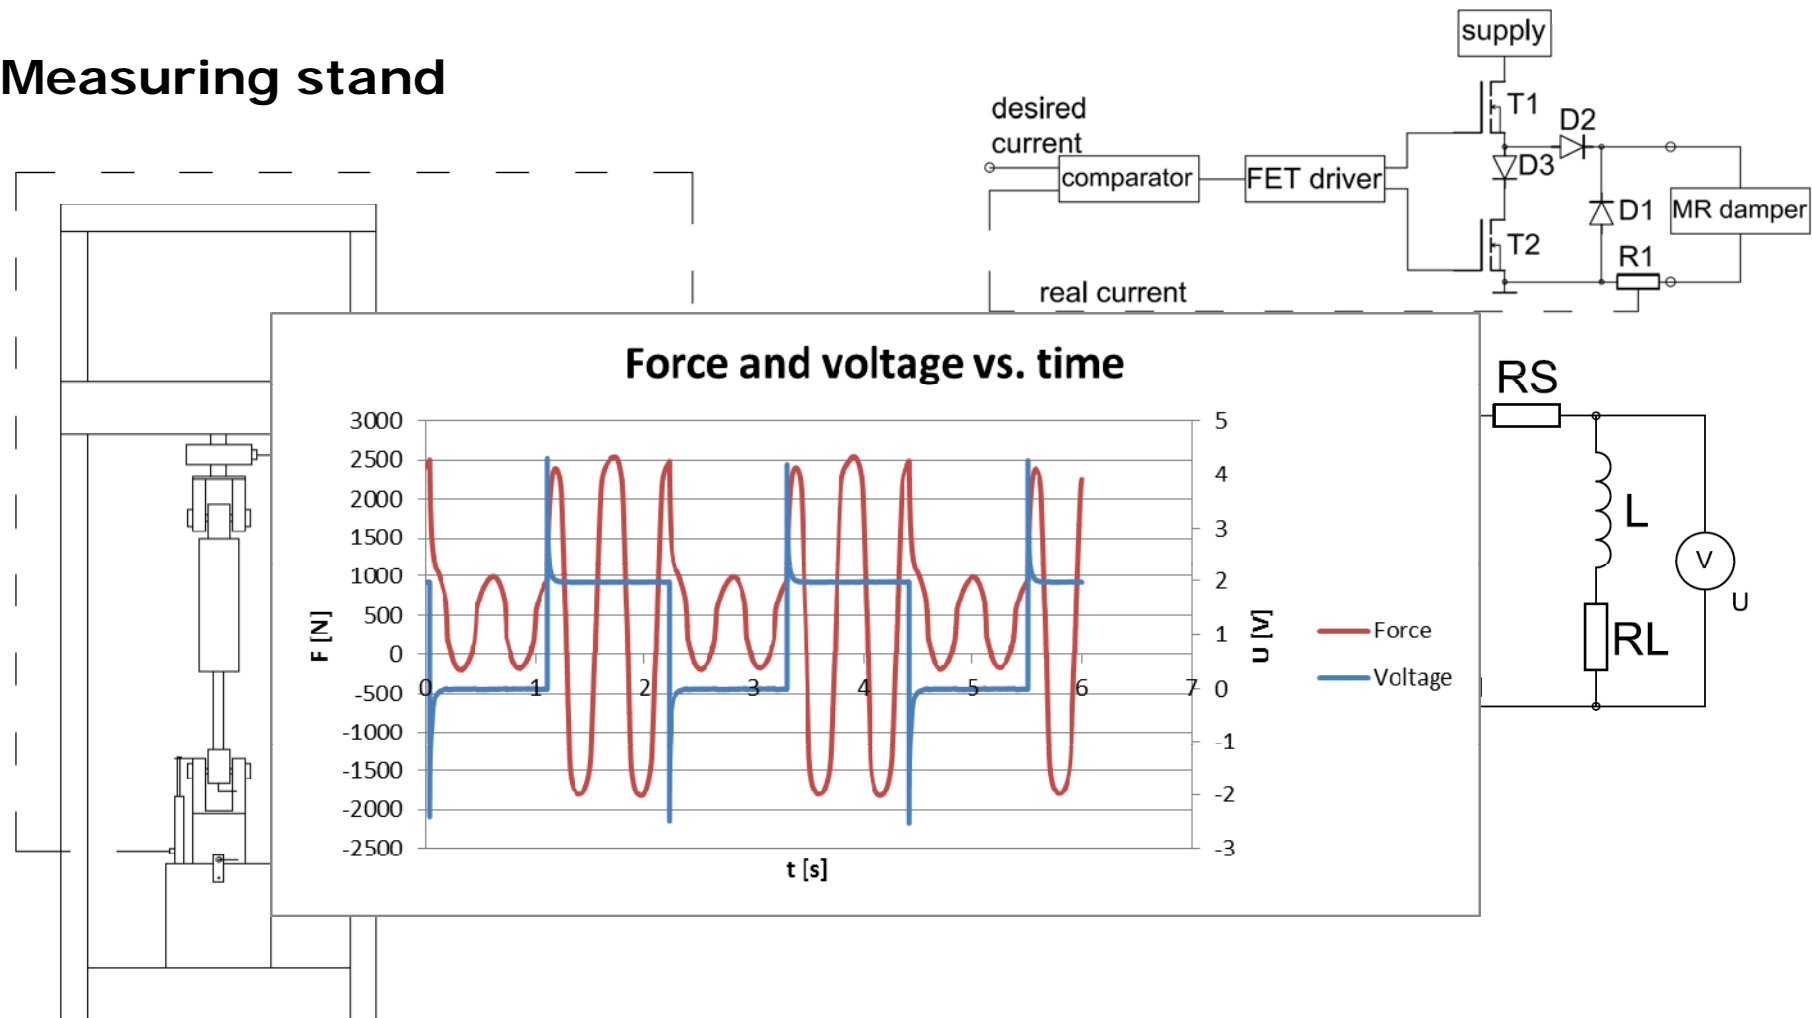 Measuring stand
supply
desired
current
comparator
FET driver
T1
D2
D3
T2
D1
MR damper
R1
real current
Force and voltage vs. time
3000
2500
2000
1500
1000
500
0
-500
-1000
-1500
-2000
-2500
F [N]
0 1 2 3 4 5 6 7
t [s]
5
4
3
2
1
0
-1
-2
-3
U [V]
Force
Voltage
RS
L
RL
V
U